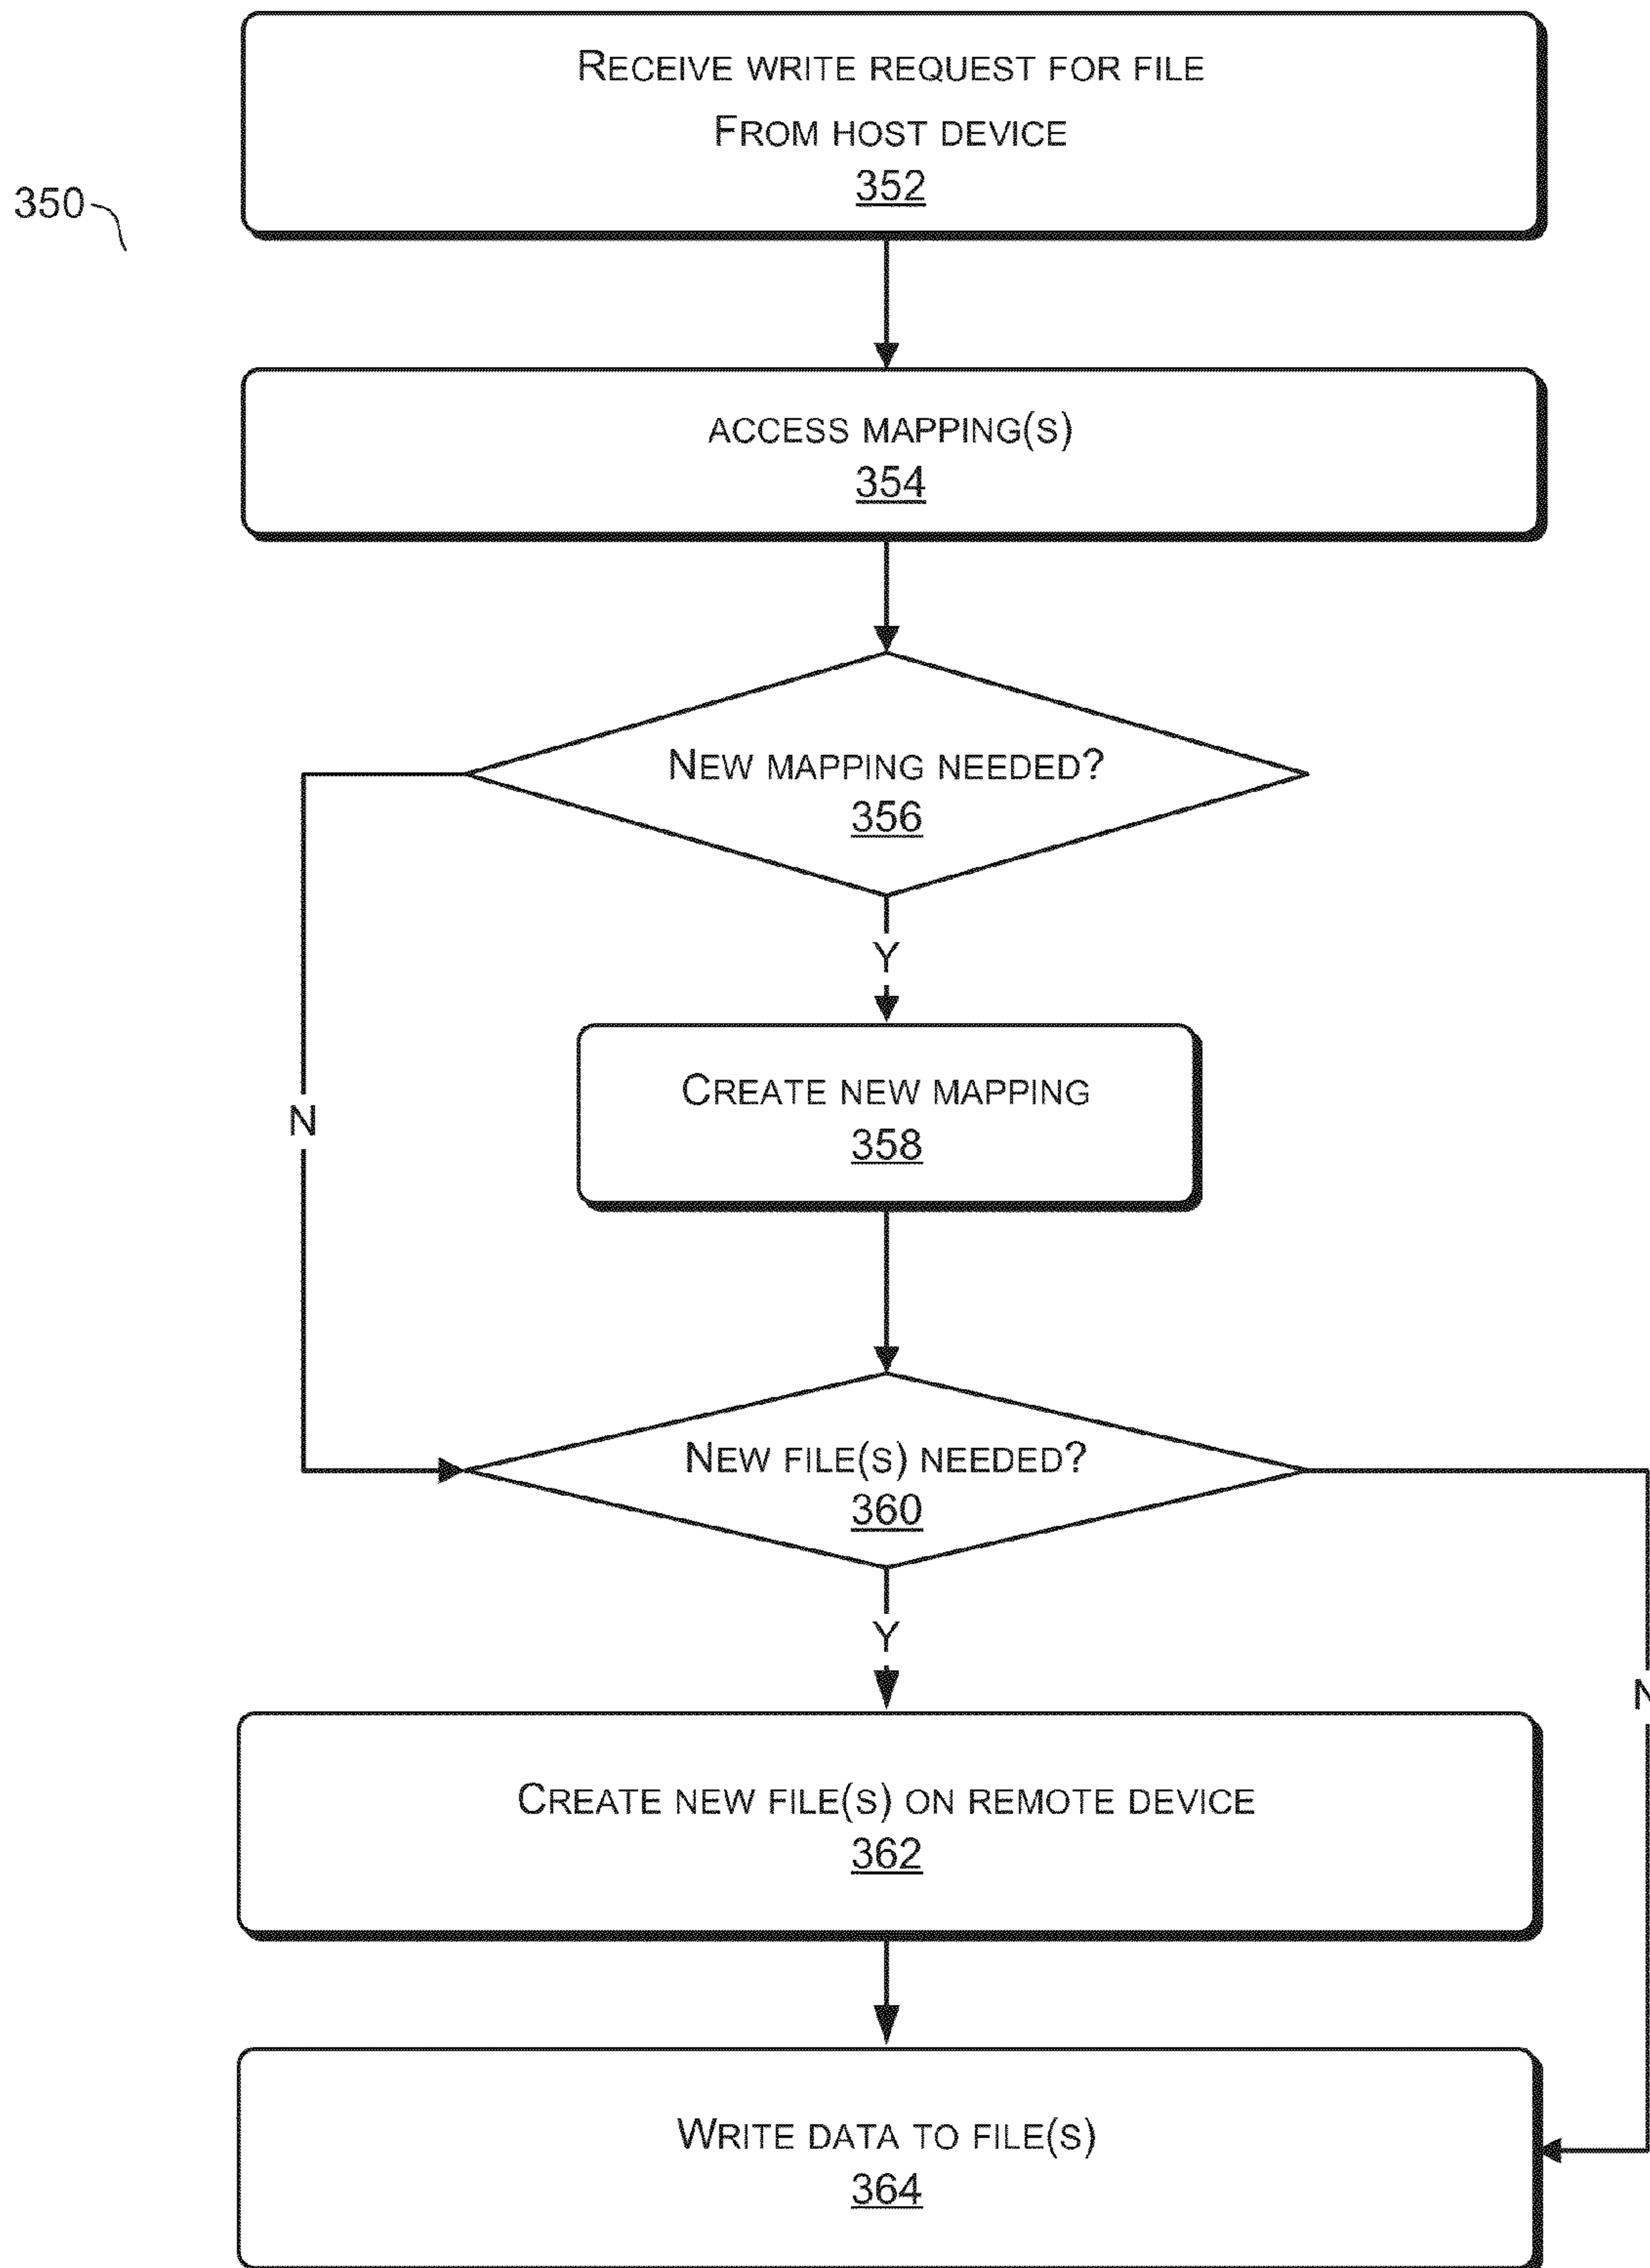 RECEIVE WRITE REQUEST FOR FILE
FROM HOST DEVICE
352
350
ACCESS MAPPING(S)
354
NEW MAPPING NEEDED?
356
Y
CREATE NEW MAPPING
358
N
NEW FILE(S) NEEDED?
360
Y
N
CREATE NEW FILE(S) ON REMOTE DEVICE
362
WRITE DATA TO FILE(S)
364